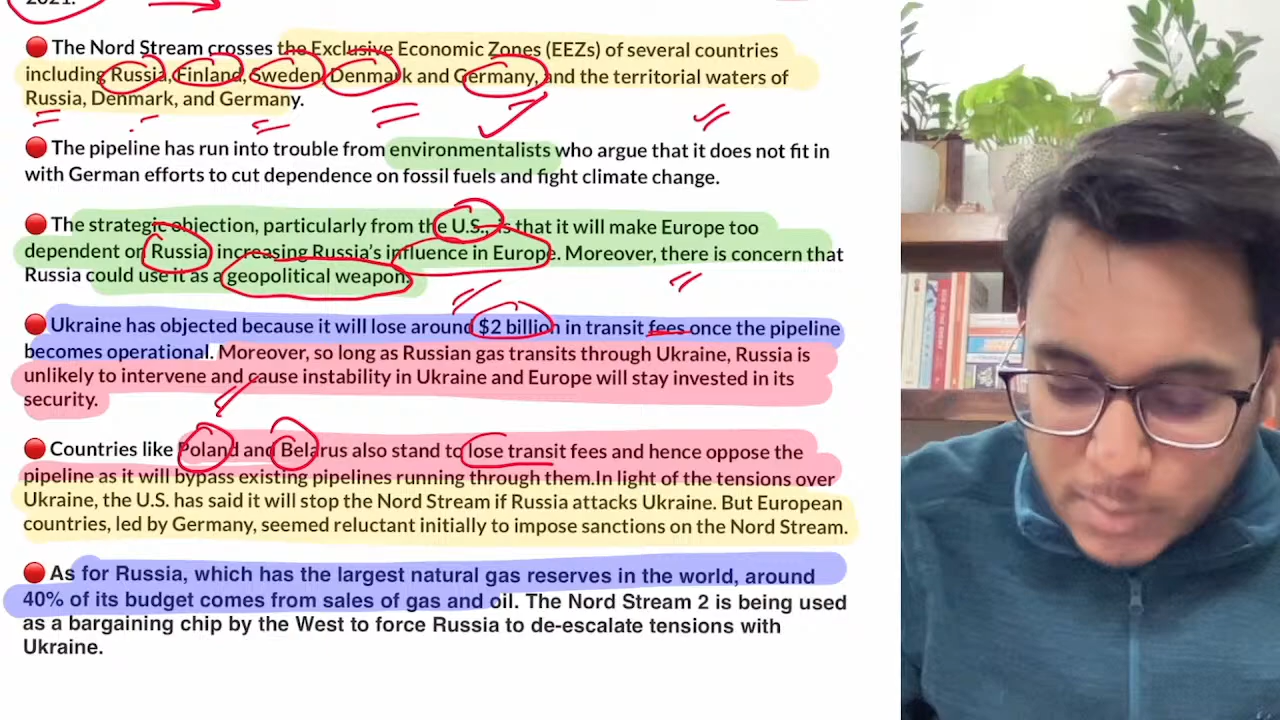 2021.
The Nord Stream crosses the Exclusive Economic Zones (EEZs) of several countries
including Russia, Finland, Sweden, Denmark and Germany, and the territorial waters of
Russia, Denmark, and Germany.
The pipeline has run into trouble from environmentalists who argue that it does not fit in
with German efforts to cut dependence on fossil fuels and fight climate change.
The strategic objection, particularly from the U.S., is that it will make Europe too
dependent on Russia increasing Russia's influence in Europe. Moreover, there is concern that
Russia could use it as a geopolitical weapon.
Ukraine has objected because it will lose around $2 billion in transit fees once the pipeline
becomes operational. Moreover, so long as Russian gas transits through Ukraine, Russia is
unlikely to intervene and cause instability in Ukraine and Europe will stay invested in its
security.
Countries like Poland and Belarus also stand to lose transit fees and hence oppose the
pipeline as it will bypass existing pipelines running through them.In light of the tensions over
Ukraine, the U.S. has said it will stop the Nord Stream if Russia attacks Ukraine. But European
countries, led by Germany, seemed reluctant initially to impose sanctions on the Nord Stream.
As for Russia, which has the largest natural gas reserves in the world, around
40% of its budget comes from sales of gas and oil. The Nord Stream 2 is being used
as a bargaining chip by the West to force Russia to de-escalate tensions with
Ukraine.